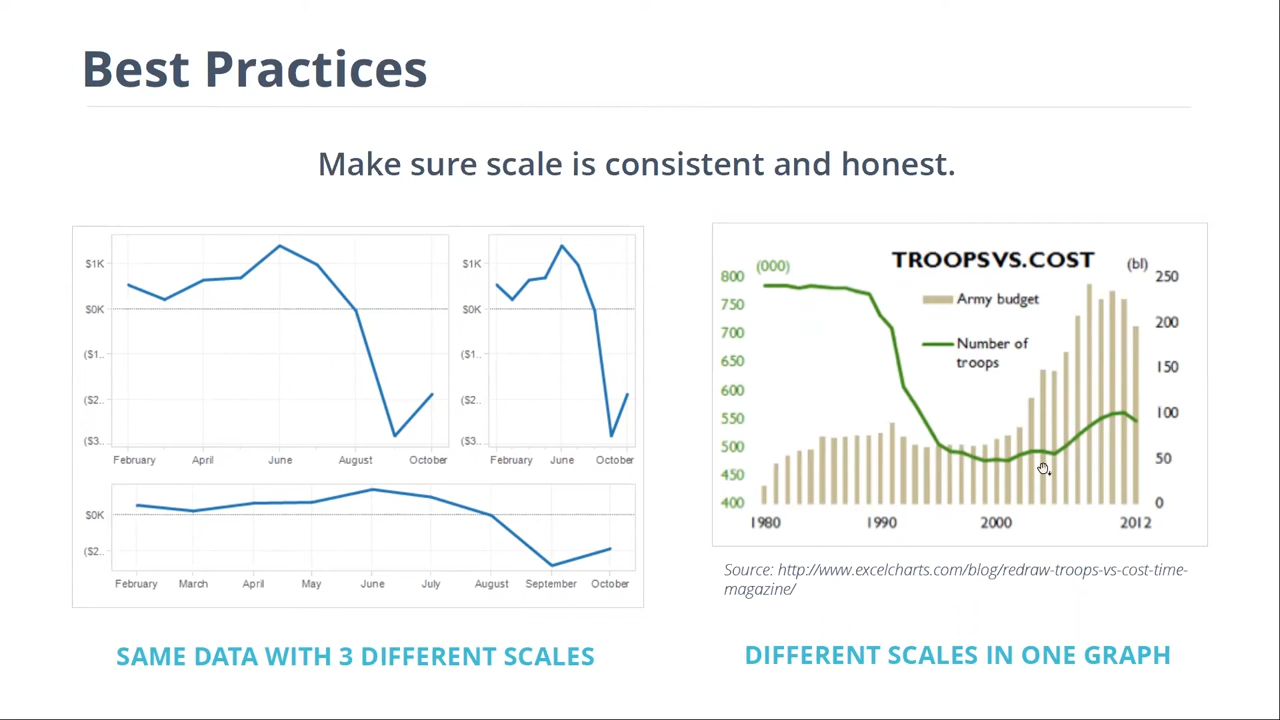 Best Practices
Make sure scale is consistent and honest.
$1K
$0K
($1..
($2..
($3..
February April June August October
$1K
$0K
($1..
($2..
($3..
February June October
$0K
($2..
February March April May June July August September October
SAME DATA WITH 3 DIFFERENT SCALES
TROOPS VS. COST
(000)
(bl)
800
750
700
650
600
550
500
450
400
Army budget
Number of
troops
250
200
150
100
50
0
1980 1990 2000 2012
Source: http://www.excelcharts.com/blog/redraw-troops-vs-cost-time-
magazine/
DIFFERENT SCALES IN ONE GRAPH